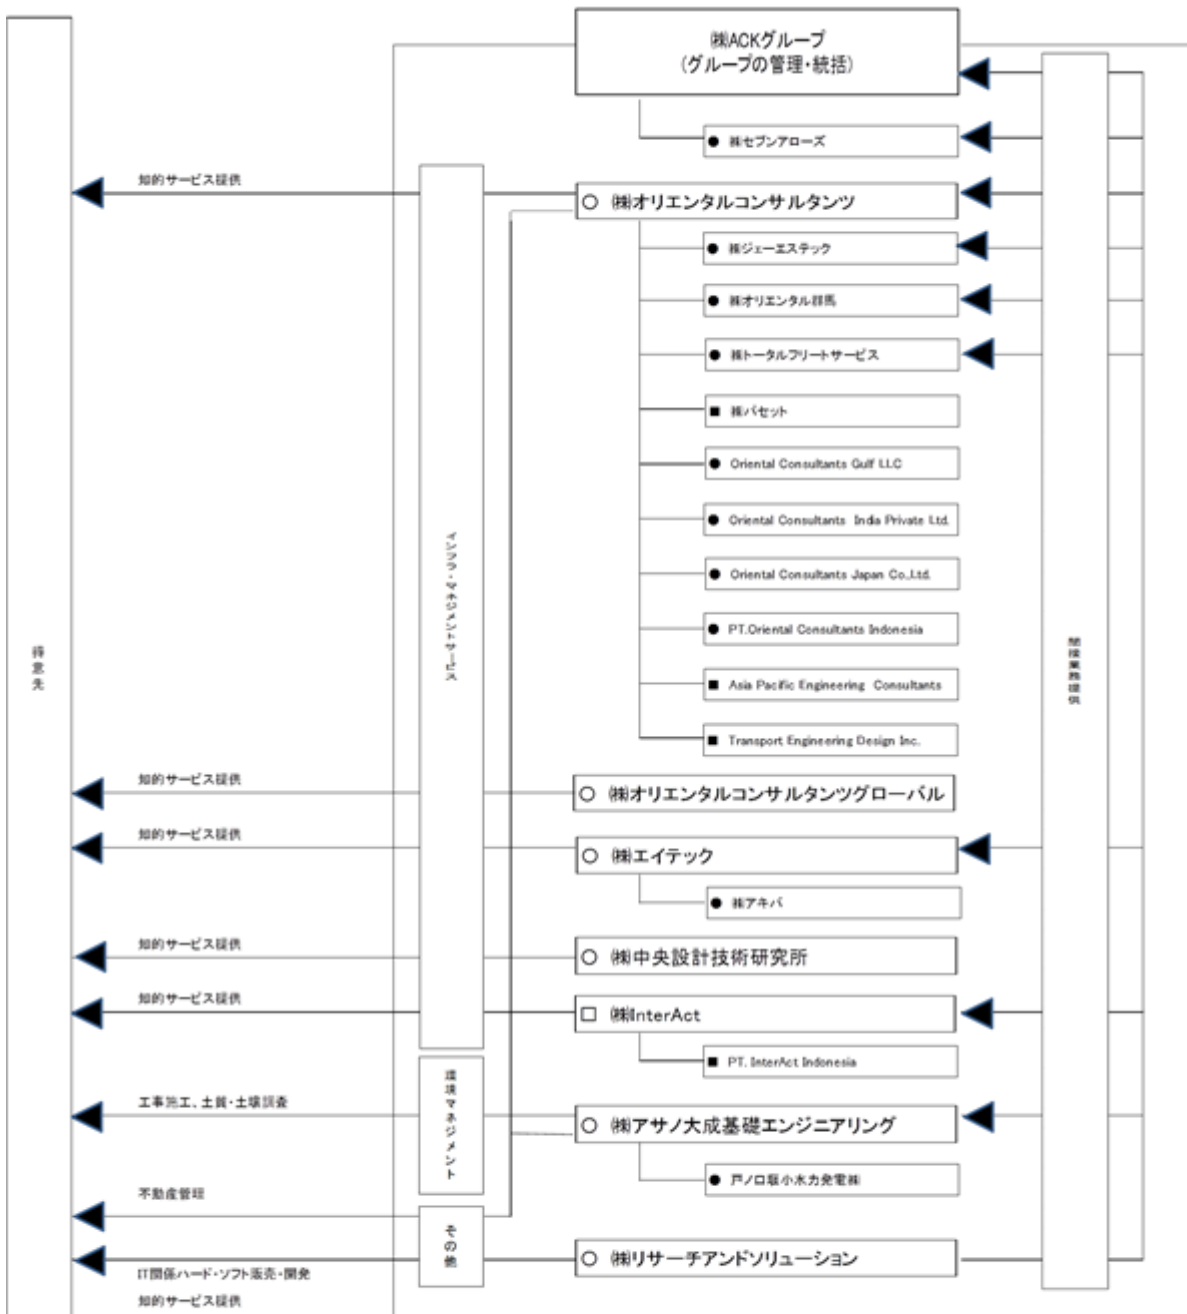 ㈱ACKグループ
(グループの管理・統括)
● ㈱セブンアローズ
知的サービス提供
○ ㈱オリエンタルコンサルタンツ
● ㈱ジェーエステック
● ㈱オリエンタル群馬
● ㈱トータルフリートサービス
■ ㈱パセット
● Oriental Consultants Gulf LLC
● Oriental Consultants India Private Ltd.
● Oriental Consultants Japan Co.,Ltd.
● PT.Oriental Consultants Indonesia
■ Asia Pacific Engineering Consultants
■ Transport Engineering Design Inc.
インフラ・マネジメントサービス
得意先
間接業務提供
知的サービス提供
○ ㈱オリエンタルコンサルタンツグローバル
知的サービス提供
○ ㈱エイテック
● ㈱アキバ
知的サービス提供
○ ㈱中央設計技術研究所
知的サービス提供
□ ㈱InterAct
■ PT. InterAct Indonesia
環境マネジメント
工事施工、土質・土壌調査
○ ㈱アサノ大成基礎エンジニアリング
● 戸ノ口堰小水力発電㈱
不動産管理
その他
○ ㈱リサーチアンドソリューション
IT関係ハード・ソフト販売・開発
知的サービス提供